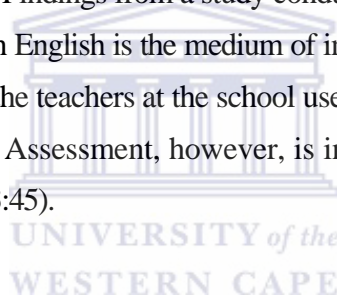 Findings from a study condu
n English is the medium of in
he teachers at the school use
Assessment, however, is in
:45).
UNIVERSITY of the
WESTERN CAPE